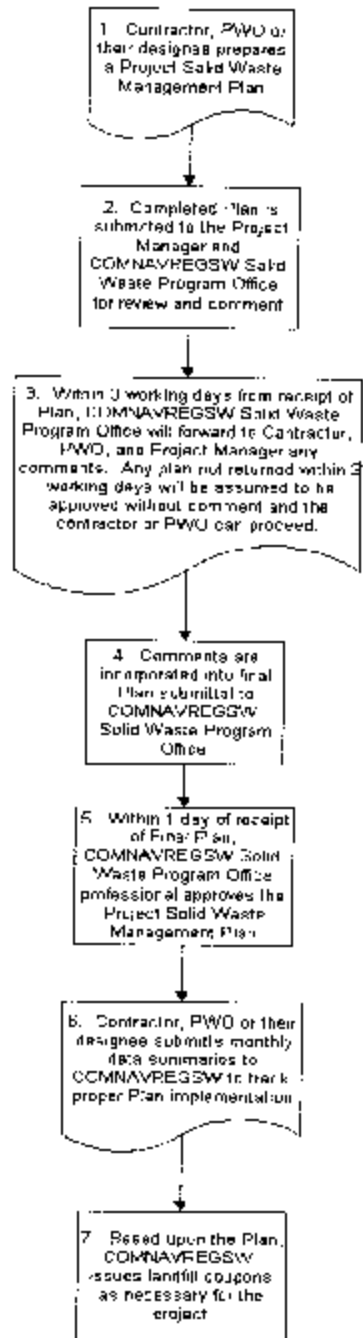 1. Contractor, PWO or
their designee prepares
a Project Solid Waste
Management Plan
2. Completed Plan is
submitted to the Project
Manager and
COMNAVREGSW Solid
Waste Program Office
for review and comment
3. Within 3 working days from receipt of
Plan, COMNAVREGSW Solid Waste
Program Office will forward to Contractor,
PWO, and Project Manager any
comments. Any plan not returned within 3
working days will be assumed to be
approved without comment and the
contractor or PWO can proceed.
4. Comments are
incorporated into final
Plan submittal to
COMNAVREGSW
Solid Waste Program
Office
5. Within 1 day of receipt
of Final Plan,
COMNAVREGSW Solid
Waste Program Office
professional approves the
Project Solid Waste
Management Plan
6. Contractor, PWO or their
designee submits monthly
data summaries to
COMNAVREGSW to track
proper Plan implementation
7. Based upon the Plan,
COMNAVREGSW
issues landfill coupons
as necessary for the
project